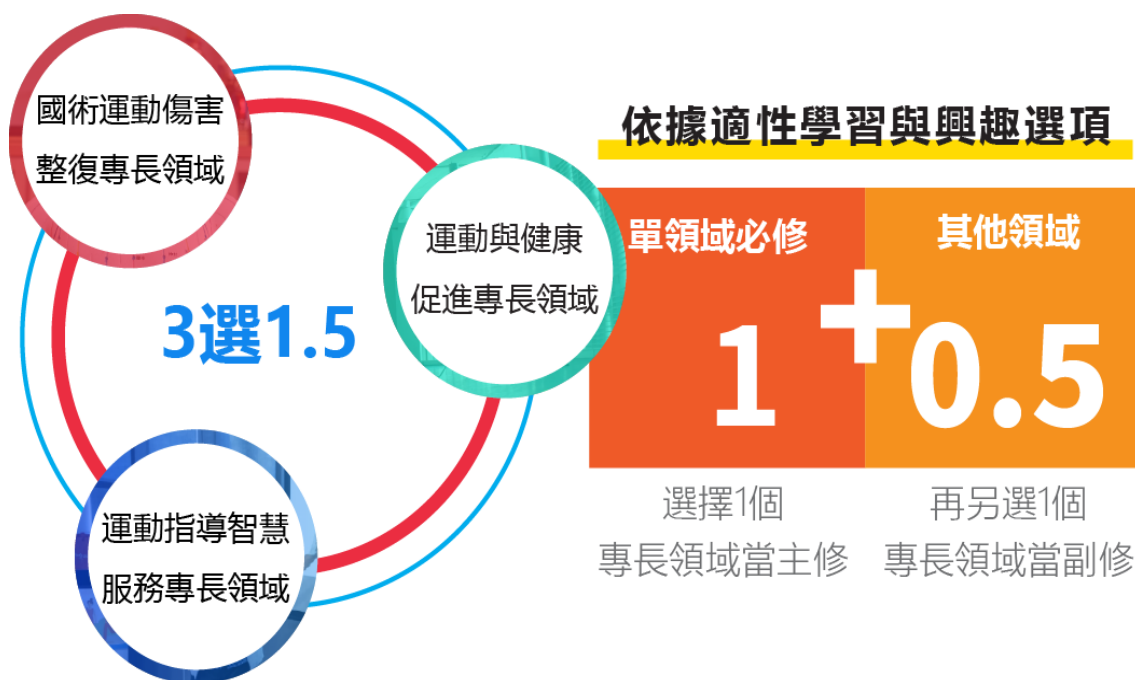 國術運動傷害
整復專長領域
運動與健康
促進專長領域
3選1.5
運動指導智慧
服務專長領域
依據適性學習與興趣選項
單領域必修
1
+
其他領域
0.5
選擇1個
專長領域當主修
再另選1個
專長領域當副修